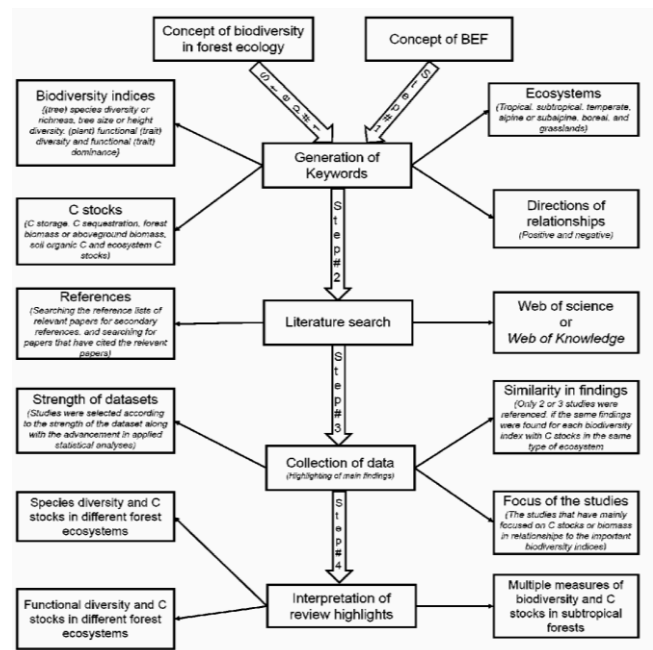 Concept of biodiversity
in forest ecology
Concept of BEF
Step#1
Step#1
Biodiversity indices
((tree) species diversity or
richness, tree size or height
diversity. (plant) functional (trait)
diversity and functional (trait)
dominance)
Ecosystems
(Tropical, subtropical, temperate,
alpine or subalpine, boreal, and
grasslands)
Generation of
Keywords
C stocks
(C storage. C sequestration, forest
biomass or aboveground biomass,
soil organic C and ecosystem C
stocks)
Directions of
relationships
(Positive and negative)
Step#2
References
(Searching the reference lists of
relevant papers for secondary
references. and searching for
papers that have cited the relevant
papers)
Literature search
Web of science
or
Web of Knowledge
Step#3
Strength of datasets
(Studies were selected according
to the strength of the dataset along
with the advancement in applied
statistical analyses)
Similarity in findings
(Only 2 or 3 studies were
referenced. if the same findings
were found for each biodiversity
index with C stocks in the same
type of ecosystem)
Collection of data
(Highlighting of main findings)
Species diversity and C
stocks in different forest
ecosystems
Focus of the studies
(The studies that have mainly
focused on C stocks or biomass
in relationships to the important
biodiversity indices)
Step#4
Functional diversity and C
stocks in different forest
ecosystems
Interpretation of
review highlights
Multiple measures of
biodiversity and C
stocks in subtropical
forests